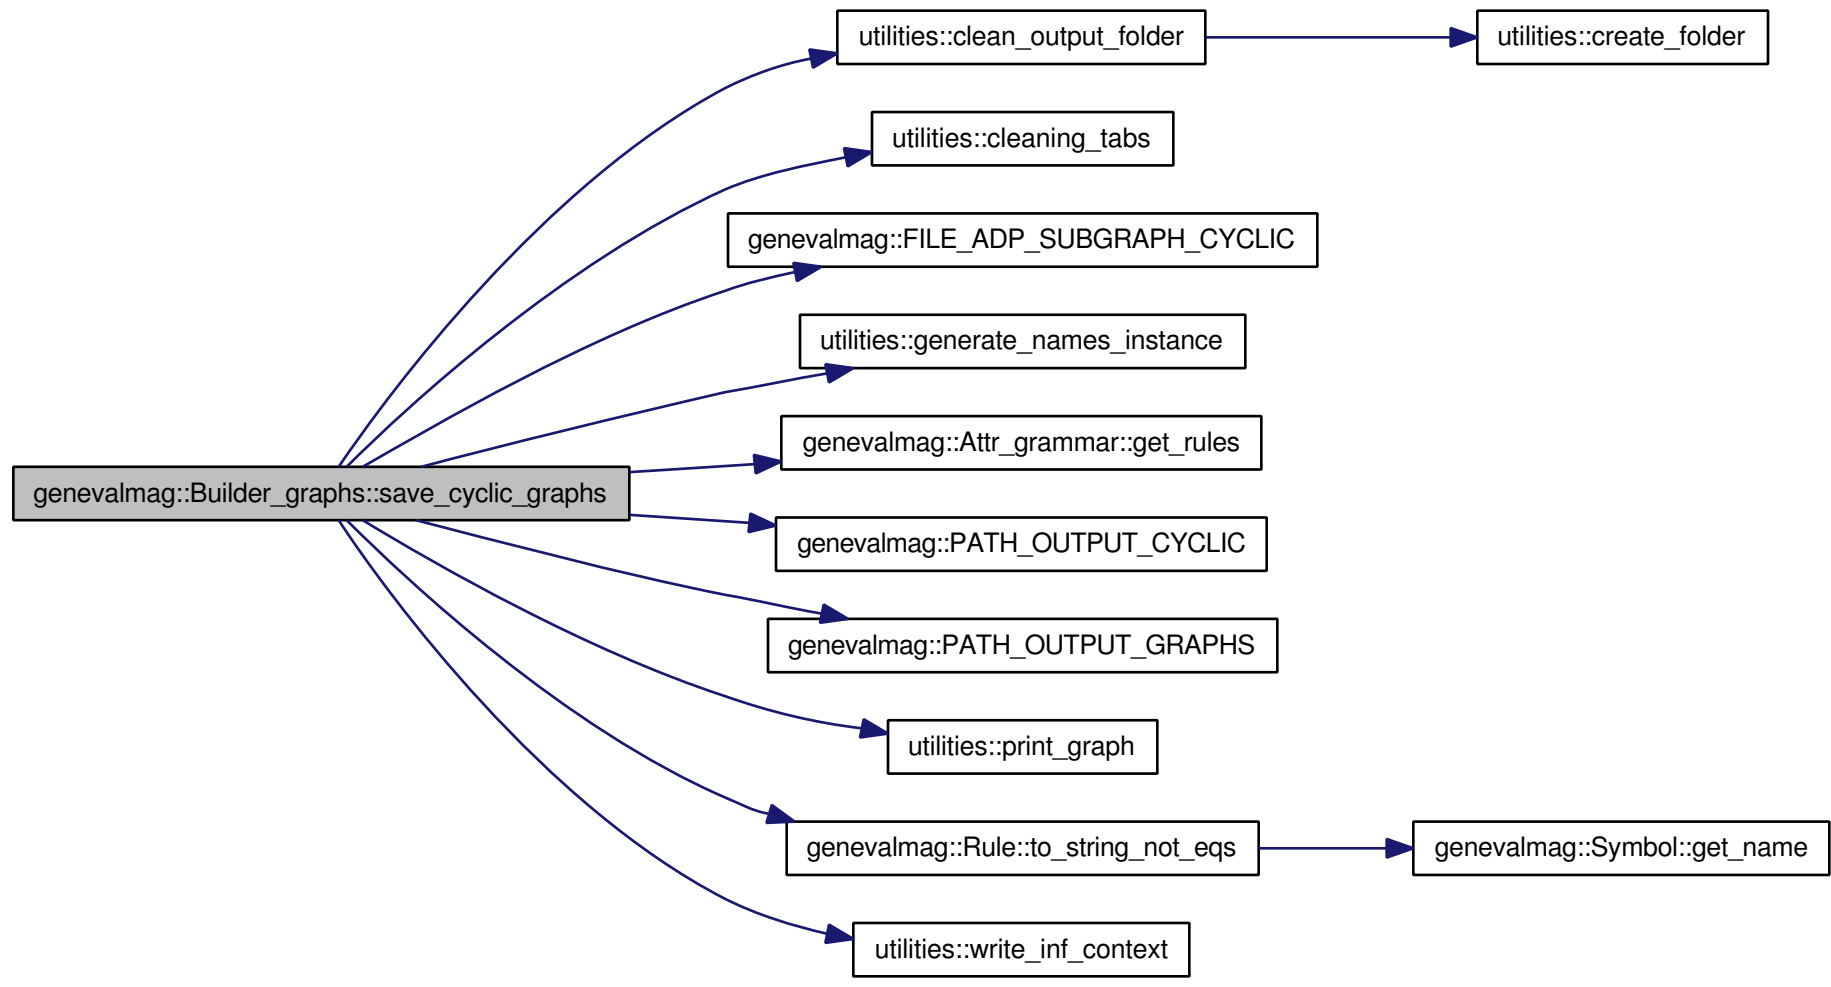 utilities::clean_output_folder
utilities::create_folder
utilities::cleaning_tabs
genevalmag::FILE_ADP_SUBGRAPH_CYCLIC
utilities::generate_names_instance
genevalmag::Attr_grammar::get_rules
genevalmag::Builder_graphs::save_cyclic_graphs
genevalmag::PATH_OUTPUT_CYCLIC
genevalmag::PATH_OUTPUT_GRAPHS
utilities::print_graph
genevalmag::Rule::to_string_not_eqs
genevalmag::Symbol::get_name
utilities::write_inf_context